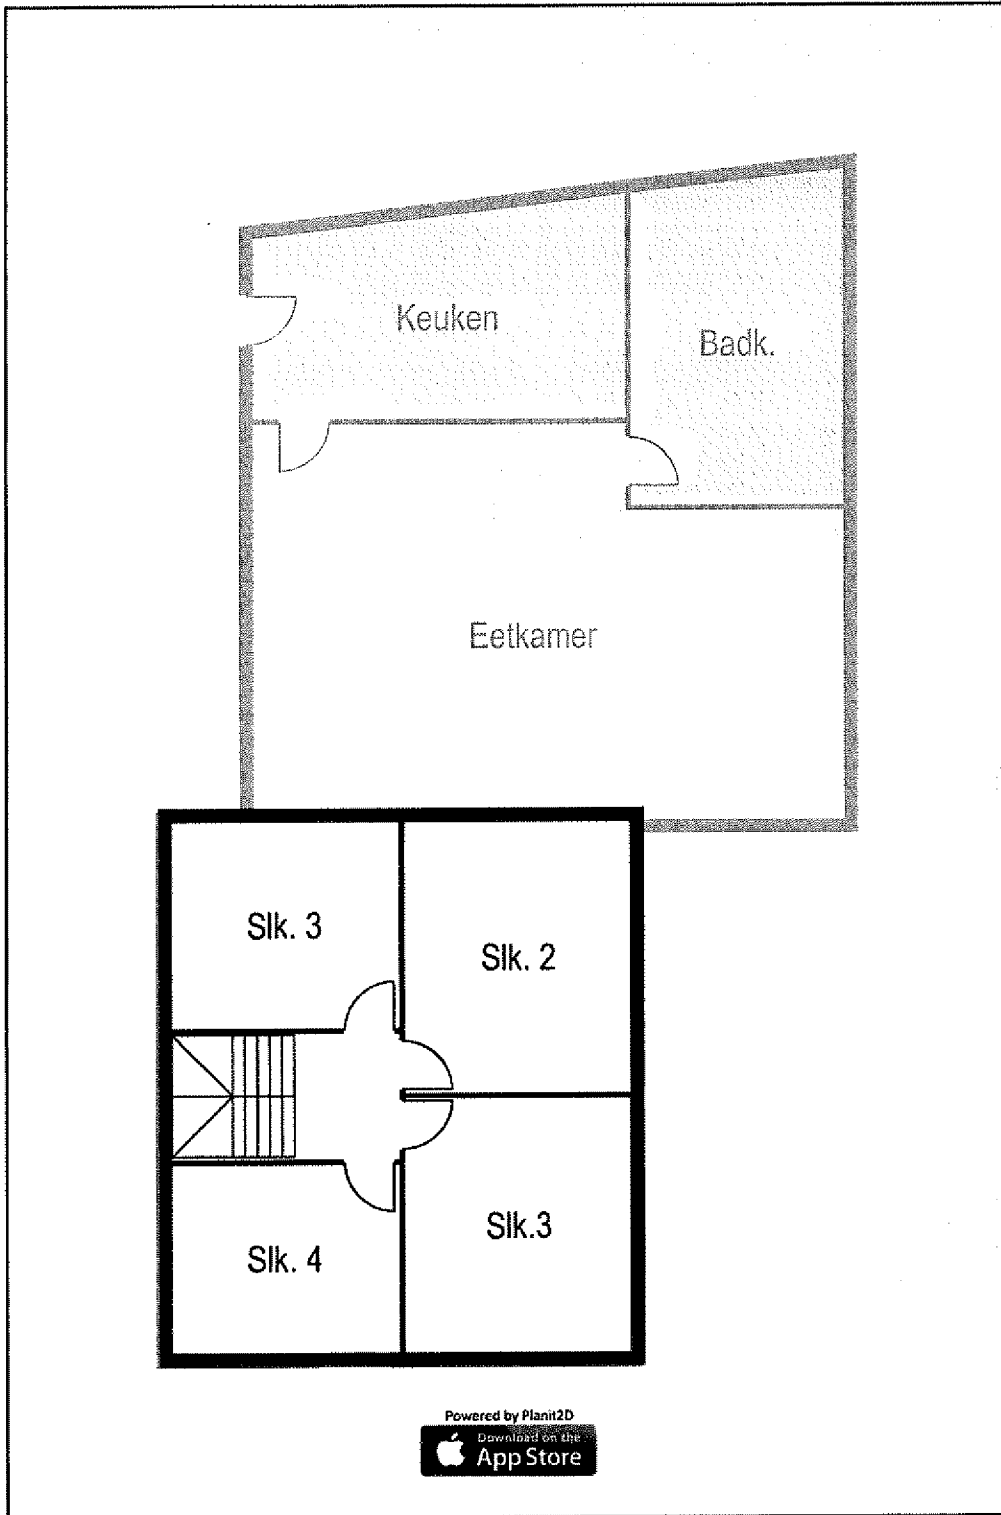 Keuken
Badk.
Eetkamer
Slk. 3
Slk. 2
Slk. 4
Slk.3
Powered by Planit2D
Download on the
App Store